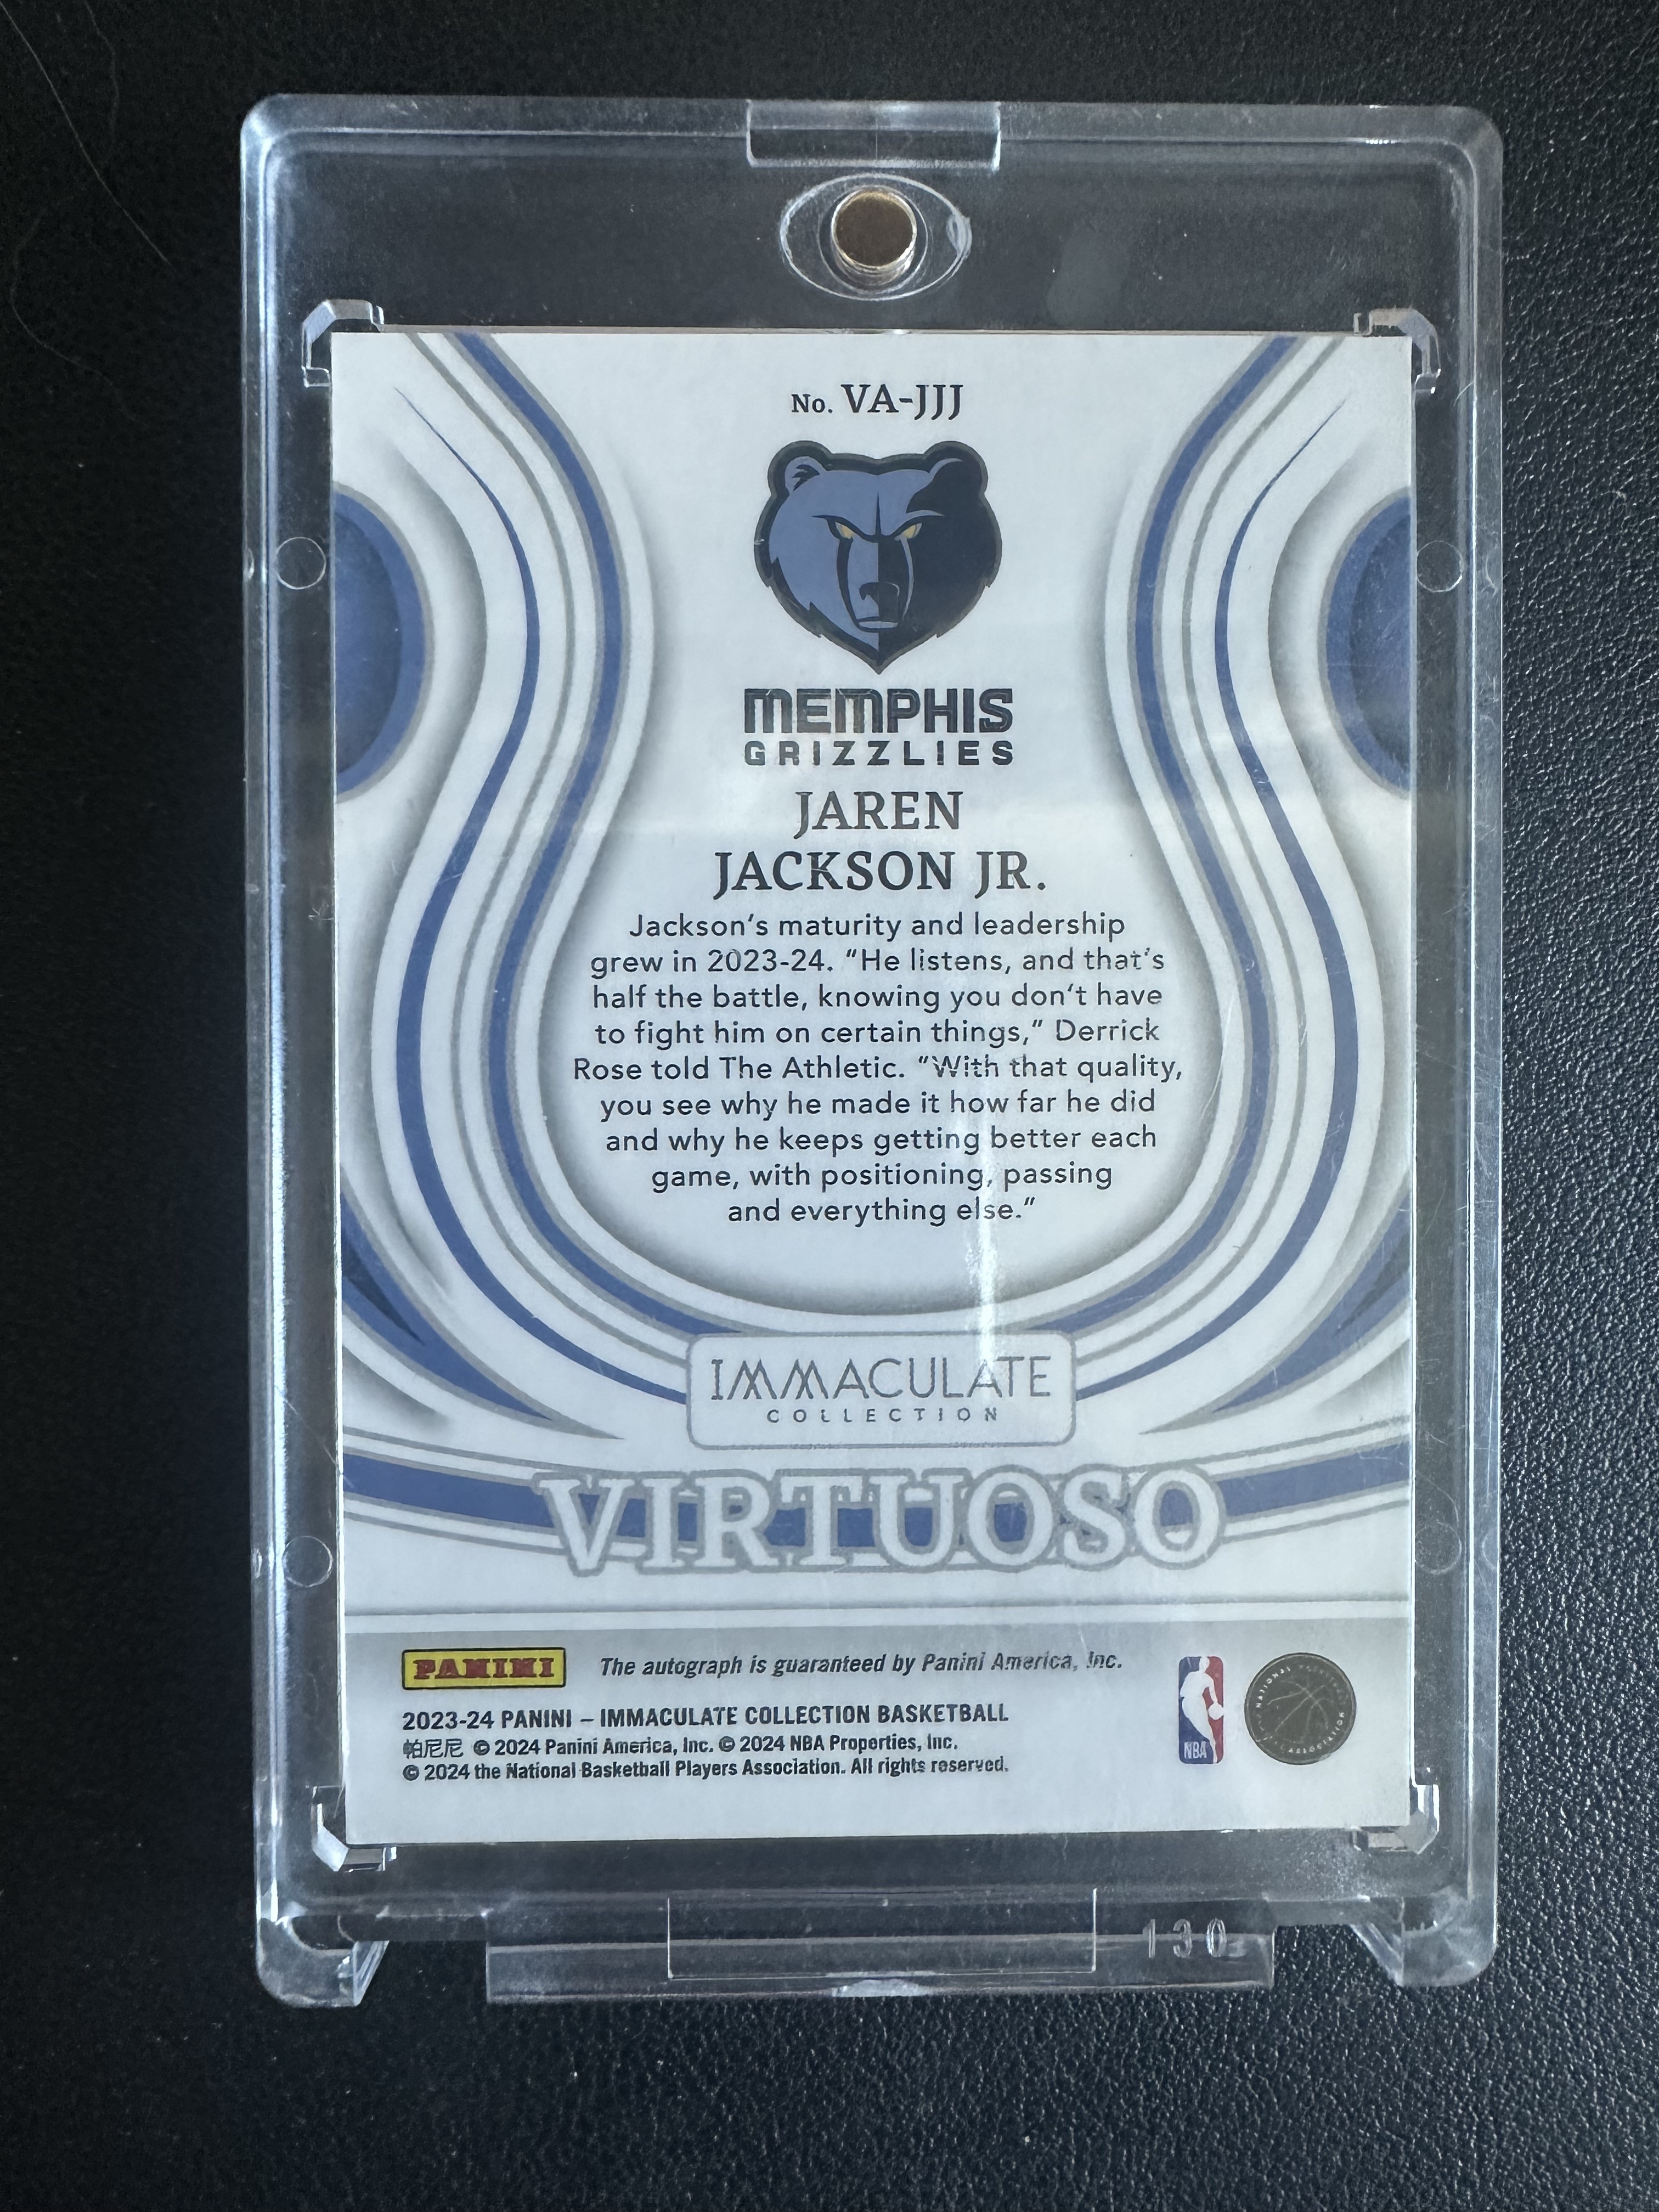 No. VA-JJJ
MEMPHIS
GRIZZLIES
JAREN
JACKSON JR.
Jackson's maturity and leadership
grew in 2023-24. "He listens, and that's
half the battle, knowing you don't have
to fight him on certain things," Derrick
Rose told The Athletic. "With that quality,
you see why he made it how far he did
and why he keeps getting better each
game, with positioning, passing
and everything else."
IMMACULATE
COLLECTION
VIRTUOSO
PANINI
The autograph is guaranteed by Panini America, Inc.
2023-24 PANINI – IMMACULATE COLLECTION BASKETBALL
帕尼尼 © 2024 Panini America, Inc. © 2024 NBA Properties, Inc.
© 2024 the National Basketball Players Association. All rights reserved.
NBA
NATIONAL BASKETBALL
ASSOCIATION
130